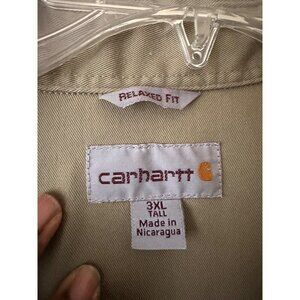 RELAXED FIT
carhartt
3XL
TALL
Made in
Nicaragua